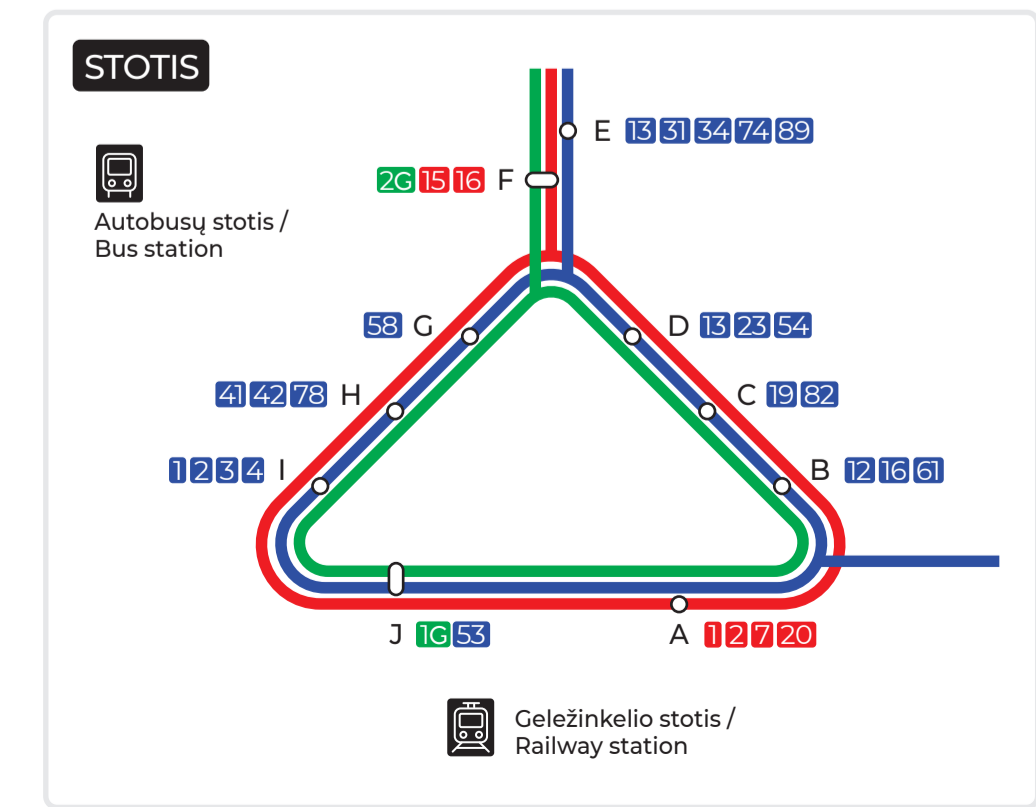 STOTIS
E 13 31 34 74 89
2G 15 16 F
Autobusų stotis /
Bus station
58 G
D 13 23 54
41 42 78 H
C 19 82
1 2 3 4 I
B 12 16 61
J 1G 53
A 1 2 7 20
Geležinkelio stotis /
Railway station